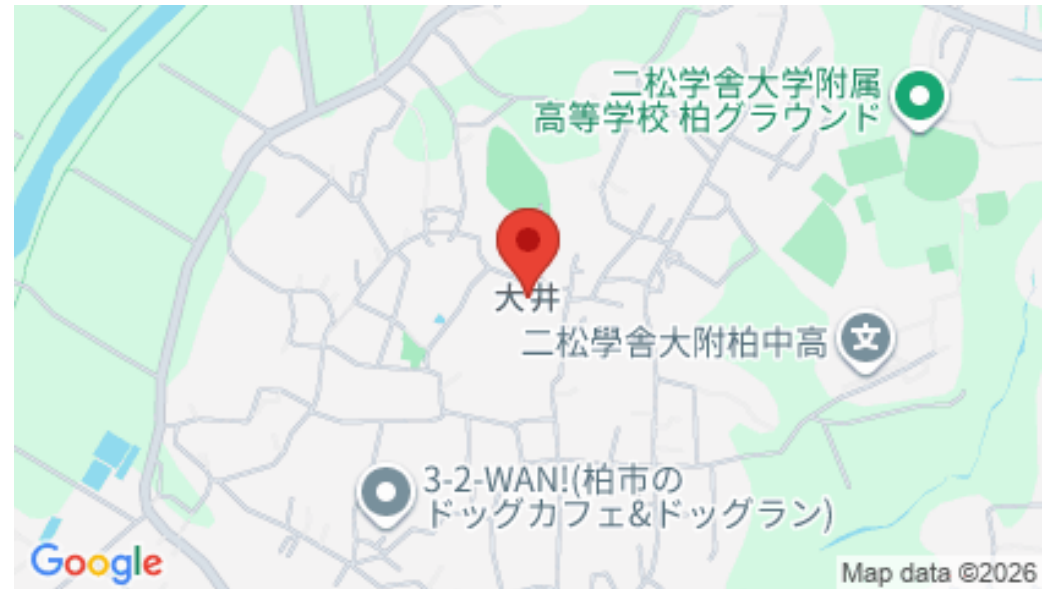 二松学舎大学附属
高等学校 柏グラウンド
大井
二松學舎大附柏中高
文
3-2-WAN!(柏市の
ドッグカフェ&ドッグラン)
Google
Map data ©2026